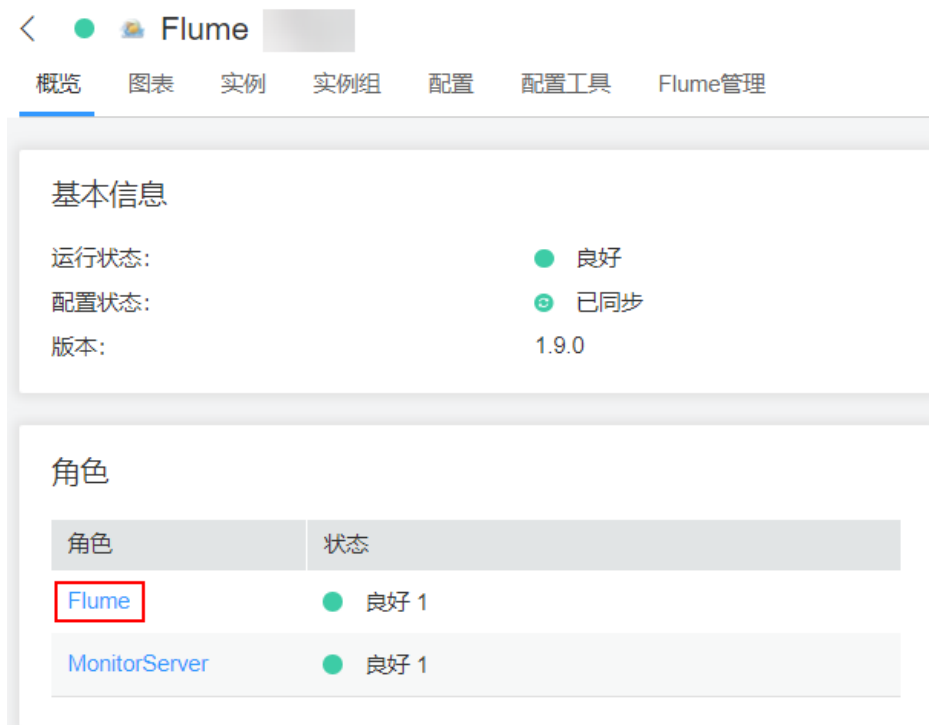 Flume
概览 图表 实例 实例组 配置 配置工具 Flume管理
基本信息
运行状态: 良好
配置状态: 已同步
版本: 1.9.0
角色
角色 状态
Flume 良好 1
MonitorServer 良好 1